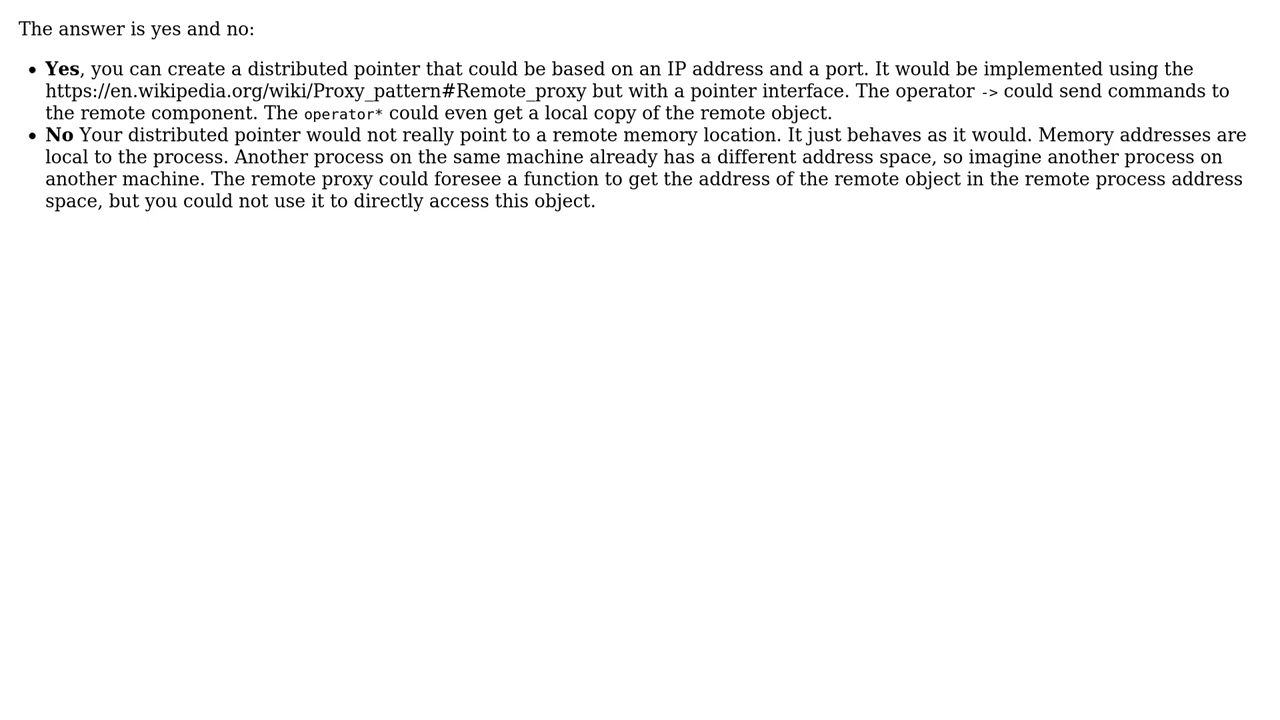 The answer is yes and no:
• Yes, you can create a distributed pointer that could be based on an IP address and a port. It would be implemented using the
https://en.wikipedia.org/wiki/Proxy_pattern#Remote_proxy but with a pointer interface. The operator -> could send commands to
the remote component. The operator* could even get a local copy of the remote object.
• No Your distributed pointer would not really point to a remote memory location. It just behaves as it would. Memory addresses are
local to the process. Another process on the same machine already has a different address space, so imagine another process on
another machine. The remote proxy could foresee a function to get the address of the remote object in the remote process address
space, but you could not use it to directly access this object.